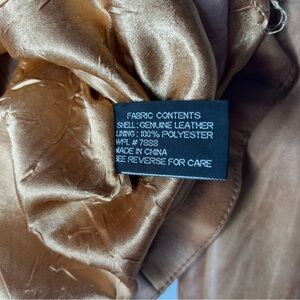 FABRIC CONTENTS
SHELL: GENUINE LEATHER
LINING: 100% POLYESTER
WPL # 7888
MADE IN CHINA
SEE REVERSE FOR CARE